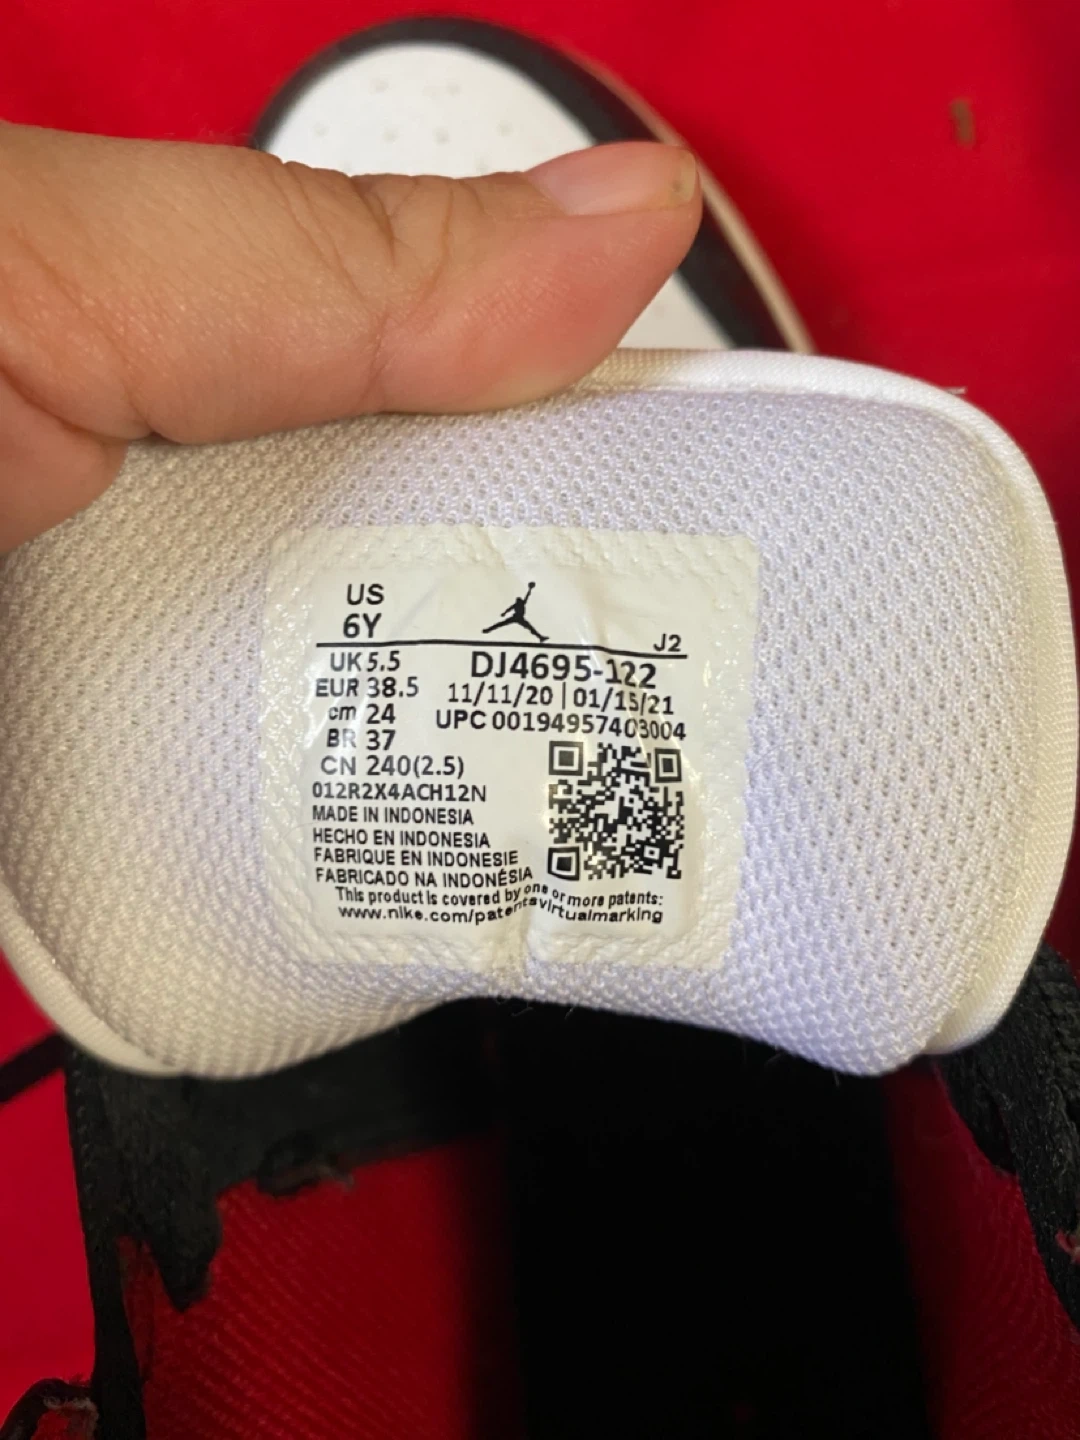 US
6Y
J2
UK 5.5
EUR 38.5
cm 24
BR 37
CN 240(2.5)
DJ4695-122
11/11/20 | 01/15/21
UPC 00194957403004
012R2X4ACH12N
MADE IN INDONESIA
HECHO EN INDONESIA
FABRIQUE EN INDONESIE
FABRICADO NA INDONÉSIA
This product is covered by one or more patents:
www.nike.com/patentsvirtualmarking